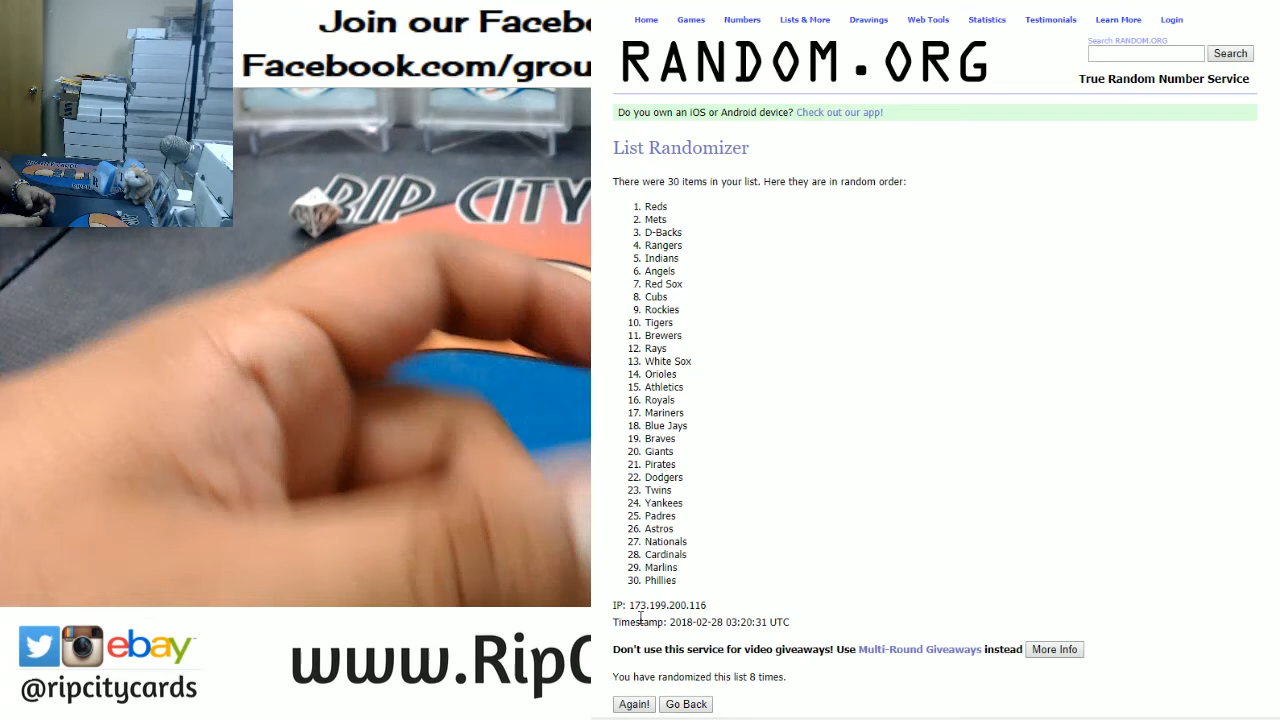 Join our Faceb
Facebook.com/grou
RIP CITY
ebay
@ripcitycards
www.Rip
Home Games Numbers Lists & More Drawings Web Tools Statistics Testimonials Learn More Login
RANDOM.ORG
Search RANDOM.ORG
Search
True Random Number Service
Do you own an iOS or Android device? Check out our app!
List Randomizer
There were 30 items in your list. Here they are in random order:
1. Reds
2. Mets
3. D-Backs
4. Rangers
5. Indians
6. Angels
7. Red Sox
8. Cubs
9. Rockies
10. Tigers
11. Brewers
12. Rays
13. White Sox
14. Orioles
15. Athletics
16. Royals
17. Mariners
18. Blue Jays
19. Braves
20. Giants
21. Pirates
22. Dodgers
23. Twins
24. Yankees
25. Padres
26. Astros
27. Nationals
28. Cardinals
29. Marlins
30. Phillies
IP: 173.199.200.116
Timestamp: 2018-02-28 03:20:31 UTC
Don't use this service for video giveaways! Use Multi-Round Giveaways instead More Info
You have randomized this list 8 times.
Again! Go Back